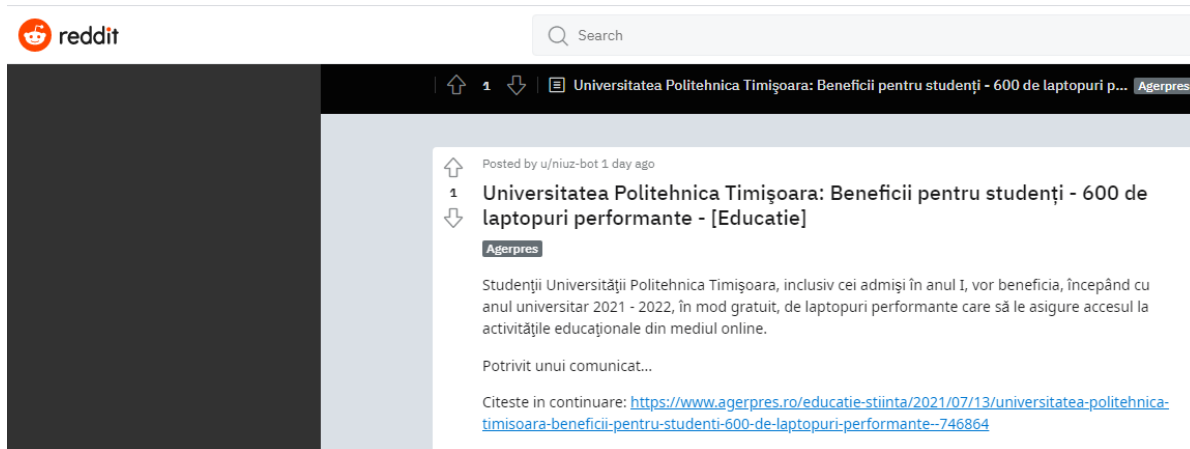 reddit
Search
1
Universitatea Politehnica Timişoara: Beneficii pentru studenți - 600 de laptopuri p... Agerpres
Posted by u/niuz-bot 1 day ago
1
Universitatea Politehnica Timişoara: Beneficii pentru studenți - 600 de
laptopuri performante - [Educatie]
Agerpres
Studenţii Universităţii Politehnica Timişoara, inclusiv cei admişi în anul I, vor beneficia, începând cu
anul universitar 2021 - 2022, în mod gratuit, de laptopuri performante care să le asigure accesul la
activităţile educaţionale din mediul online.
Potrivit unui comunicat...
Citeste in continuare: https://www.agerpres.ro/educatie-stiinta/2021/07/13/universitatea-politehnica-
timisoara-beneficii-pentru-studenti-600-de-laptopuri-performante--746864